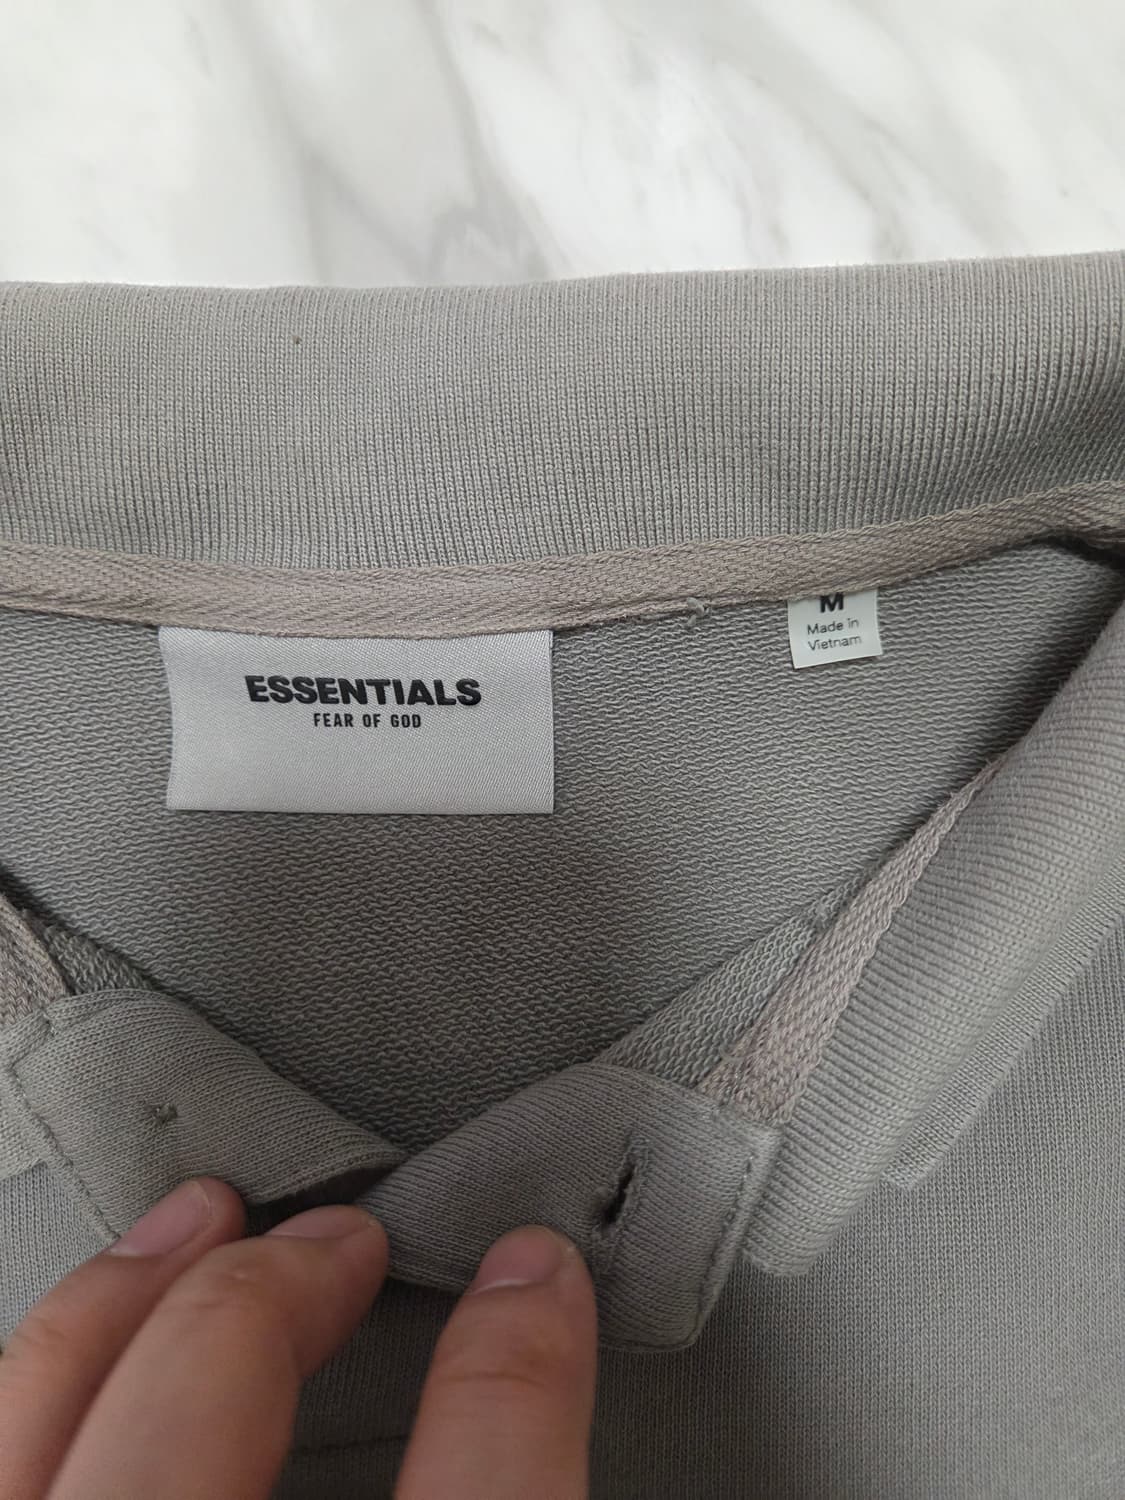 ESSENTIALS
FEAR OF GOD
M
Made in
Vietnam